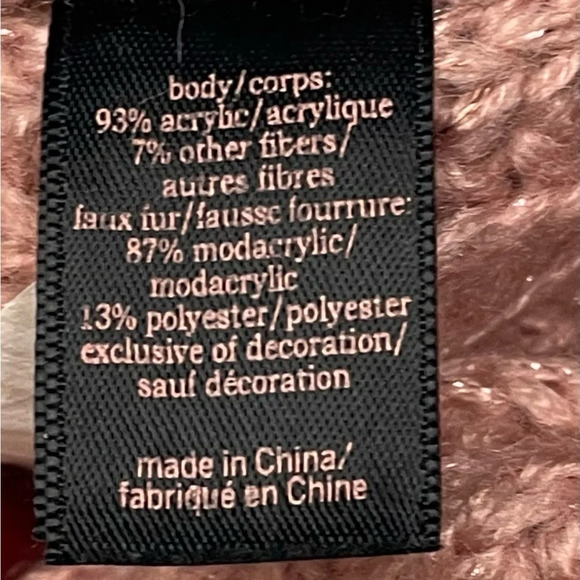 body/corps:
93% acrylic/acrylique
7% other fibers/
autres fibres
faux fur/fausse fourrure:
87% modacrylic/
modacrylic
13% polyester/polyester
exclusive of decoration/
sauf décoration
made in China/
fabriqué en Chine